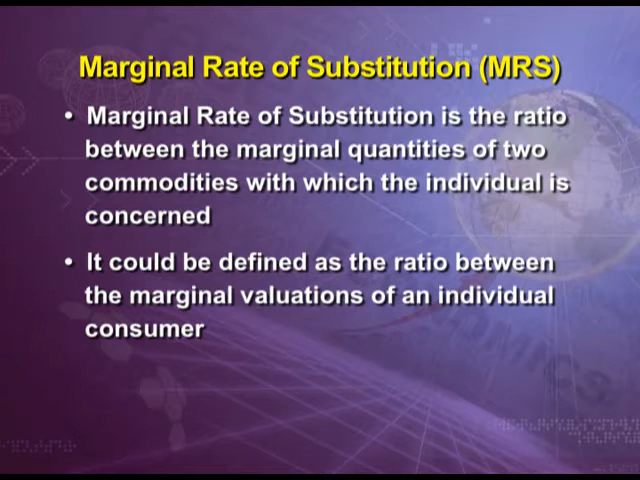 Marginal Rate of Substitution (MRS)
• Marginal Rate of Substitution is the ratio
between the marginal quantities of two
commodities with which the individual is
concerned
• It could be defined as the ratio between
the marginal valuations of an individual
consumer